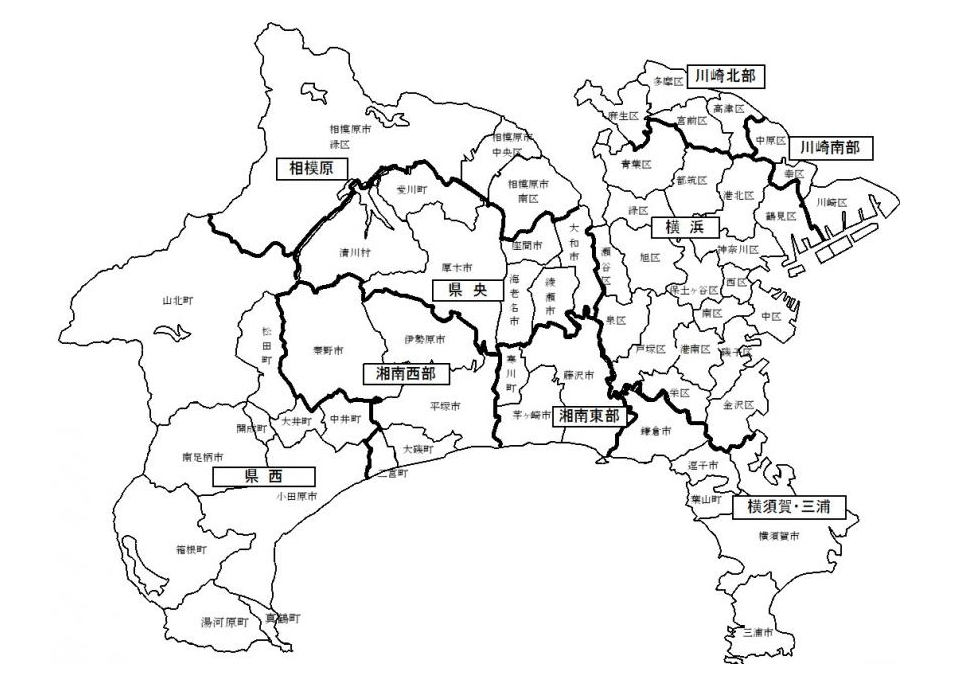 多摩区
川崎北部
麻生区
宮前区
高津区
中原区
川崎南部
幸区
川崎区
相模原市
緑区
相模原市
中央区
相模原
愛川町
相模原市
南区
青葉区
都筑区
港北区
鶴見区
緑区
横 浜
神奈川区
清川村
厚木市
座間市
大和市
瀬谷区
旭区
保土ヶ谷区
西区
中区
県 央
海老名市
綾瀬市
山北町
松田町
泉区
南区
戸塚区
港南区
磯子区
秦野市
伊勢原市
湘南西部
寒川町
藤沢市
栄区
金沢区
平塚市
茅ヶ崎市
湘南東部
鎌倉市
開成町
大井町
中井町
大磯町
二宮町
南足柄市
県 西
小田原市
逗子市
葉山町
横須賀・三浦
横須賀市
箱根町
湯河原町
真鶴町
三浦市